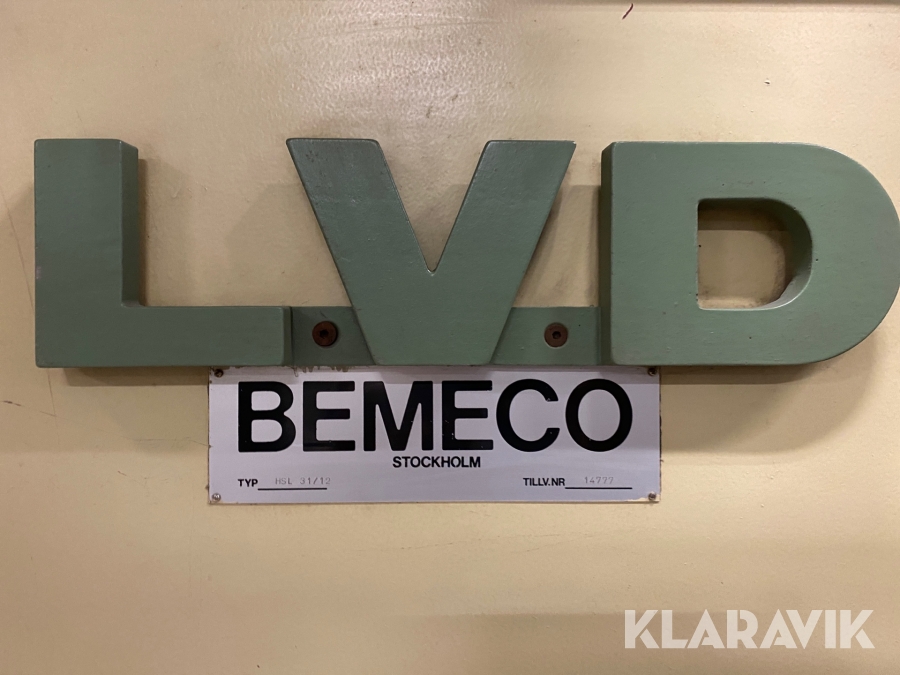 LVD
BEMECO
STOCKHOLM
TYP HSL 31/12 TILLV.NR 14777
KLARAVIK